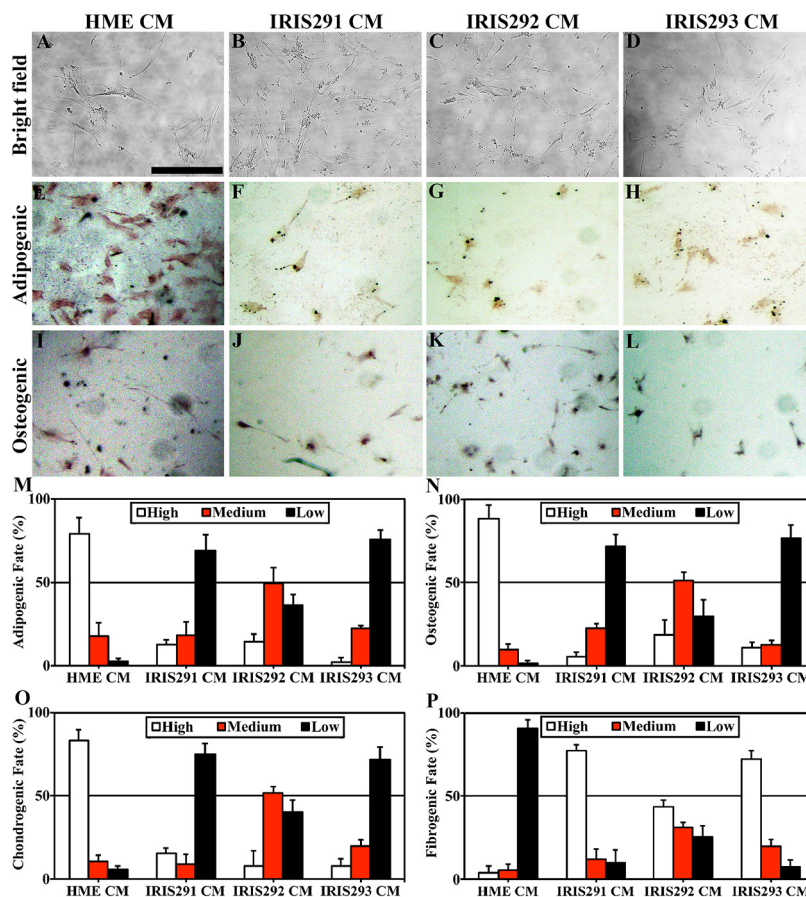 HME CM IRIS291 CM IRIS292 CM IRIS293 CM
Bright field
A B C D
Adipogenic
E F G H
Osteogenic
I J K L
M
Adipogenic Fate (%)
100
50
0
High Medium Low
HME CM IRIS291 CM IRIS292 CM IRIS293 CM
N
Osteogenic Fate (%)
100
50
0
High Medium Low
HME CM IRIS291 CM IRIS292 CM IRIS293 CM
O
Chondrogenic Fate (%)
100
50
0
High Medium Low
HME CM IRIS291 CM IRIS292 CM IRIS293 CM
P
Fibrogenic Fate (%)
100
50
0
High Medium Low
HME CM IRIS291 CM IRIS292 CM IRIS293 CM